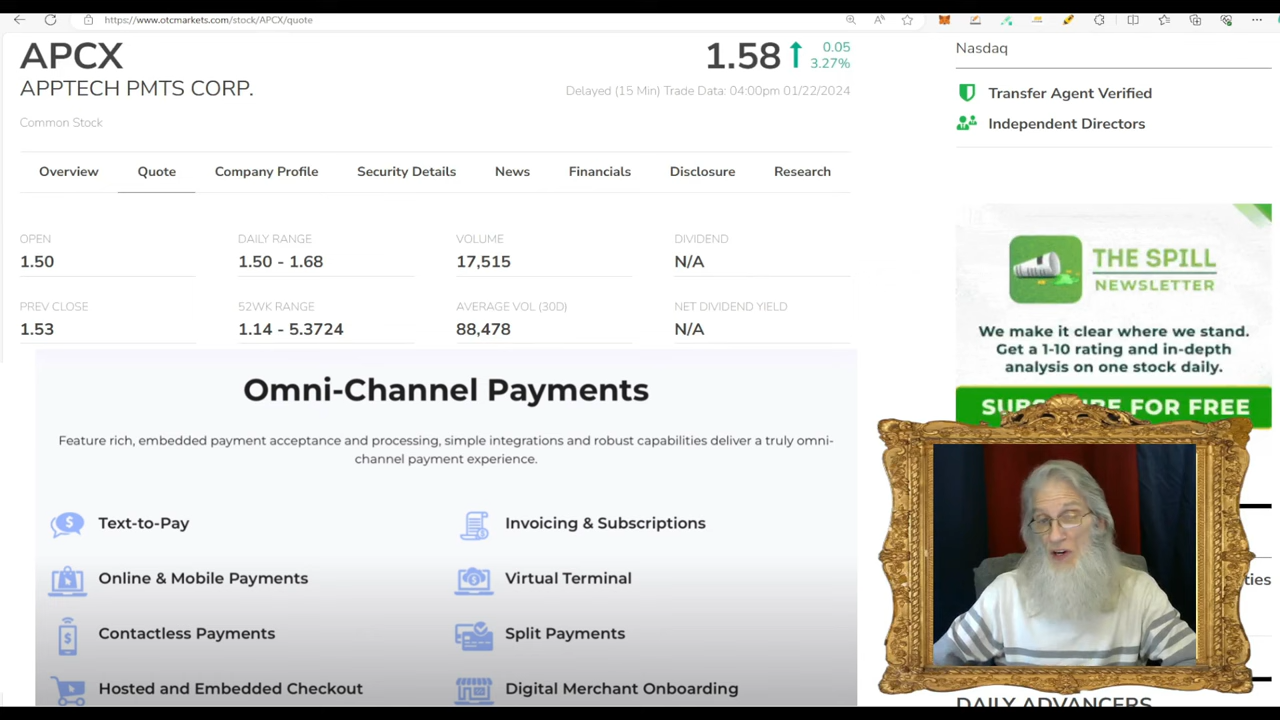 https://www.otcmarkets.com/stock/APCX/quote
APCX
APPTECH PMTS CORP.
Common Stock
1.58
0.05
3.27%
Delayed (15 Min) Trade Data: 04:00pm 01/22/2024
Overview Quote Company Profile Security Details News Financials Disclosure Research
OPEN DAILY RANGE VOLUME DIVIDEND
1.50 1.50 - 1.68 17,515 N/A
PREV CLOSE 52WK RANGE AVERAGE VOL (30D) NET DIVIDEND YIELD
1.53 1.14 - 5.3724 88,478 N/A
Omni-Channel Payments
Feature rich, embedded payment acceptance and processing, simple integrations and robust capabilities deliver a truly omni-
channel payment experience.
Text-to-Pay Invoicing & Subscriptions
Online & Mobile Payments Virtual Terminal
Contactless Payments Split Payments
Hosted and Embedded Checkout Digital Merchant Onboarding
Nasdaq
Transfer Agent Verified
Independent Directors
THE SPILL
NEWSLETTER
We make it clear where we stand.
Get a 1-10 rating and in-depth
analysis on one stock daily.
FOR FREE
DAILY ADVANCERS